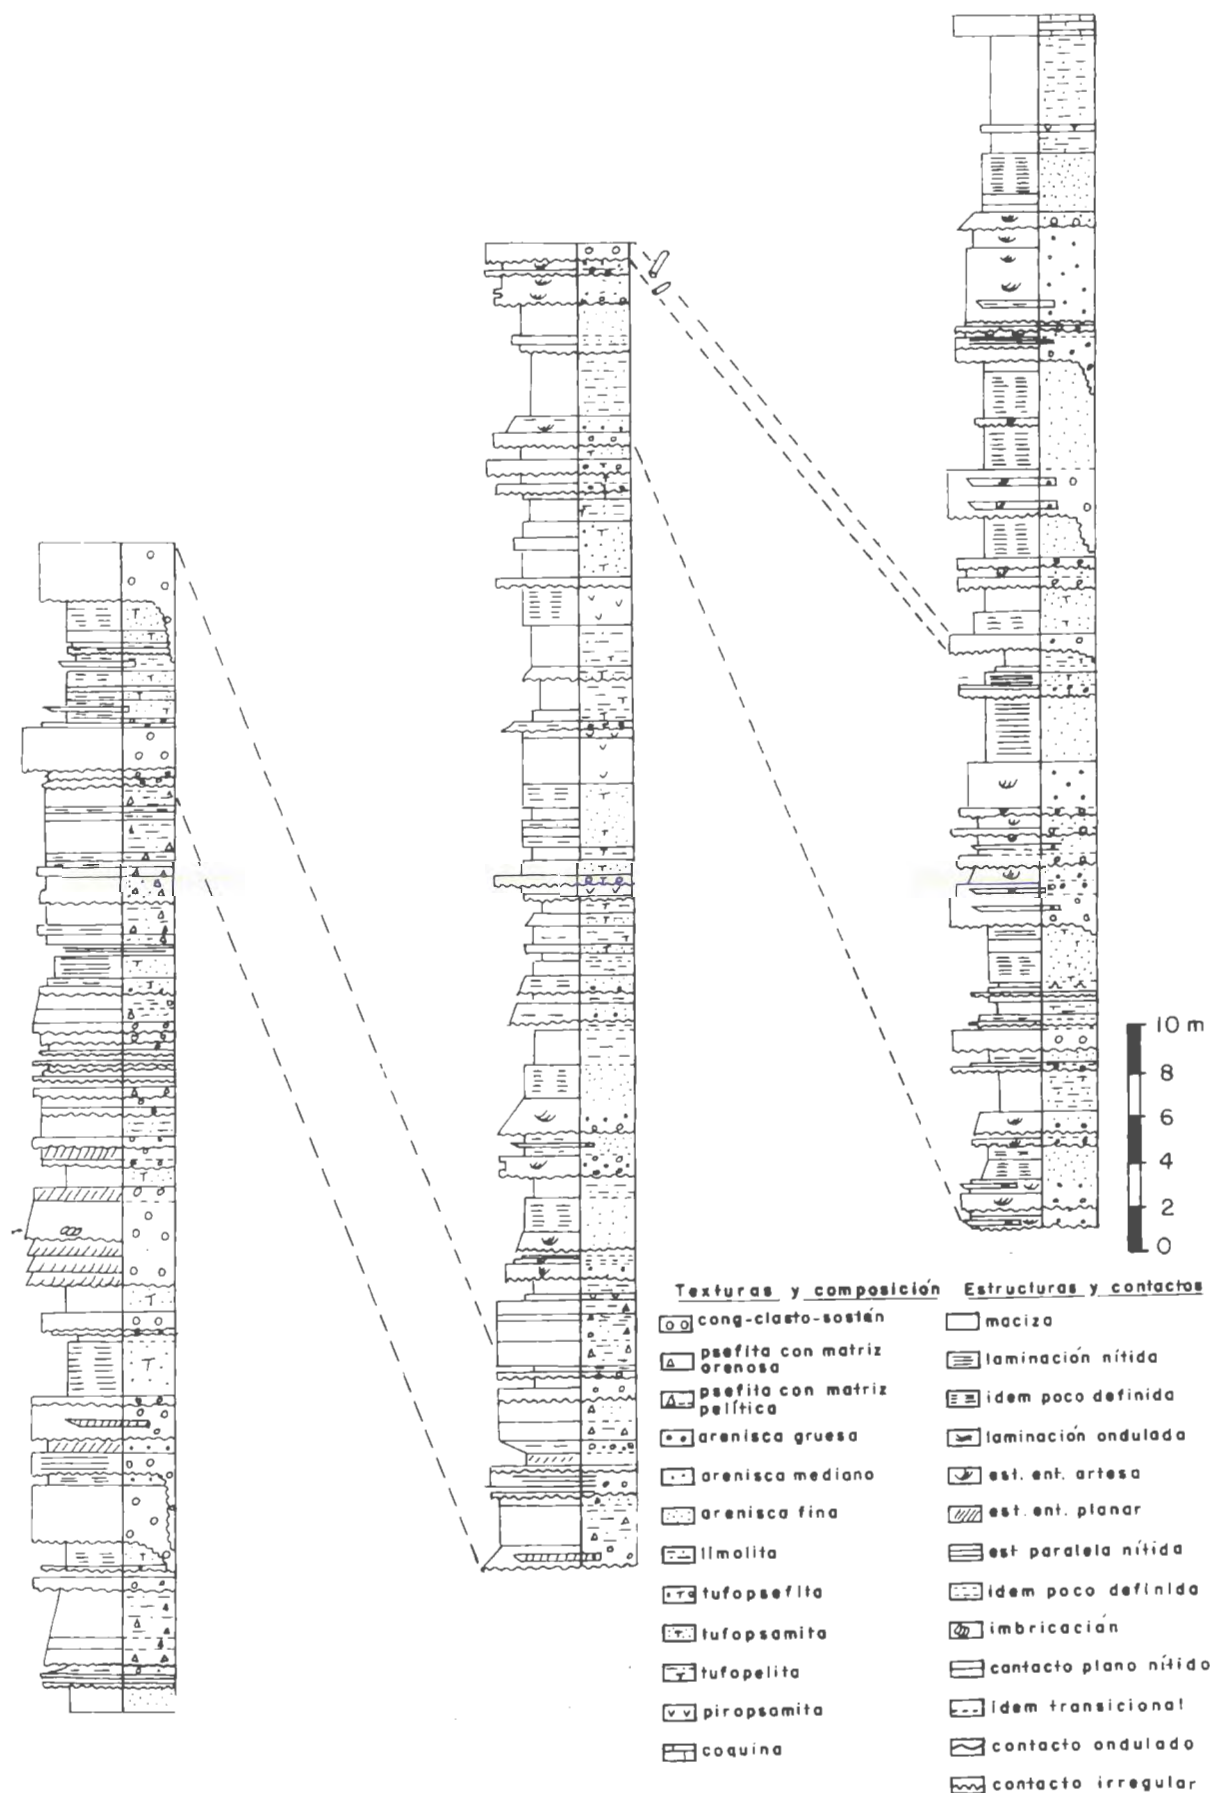 10 m
8
6
4
2
0
Texturas y composición
cong-clasto-sostén
psefita con matriz
arenosa
psefita con matriz
pelítica
arenisca gruesa
arenisca mediano
arenisca fina
limolita
tufopsefita
tufopsamita
tufopelita
piropsamita
coquina
Estructuras y contactos
maciza
laminación nítida
idem poco definida
laminación ondulada
est. ent. artesa
est. ent. planar
est paralela nítida
idem poco definida
imbricación
contacto plano nítido
ídem transicional
contacto ondulado
contacto irregular